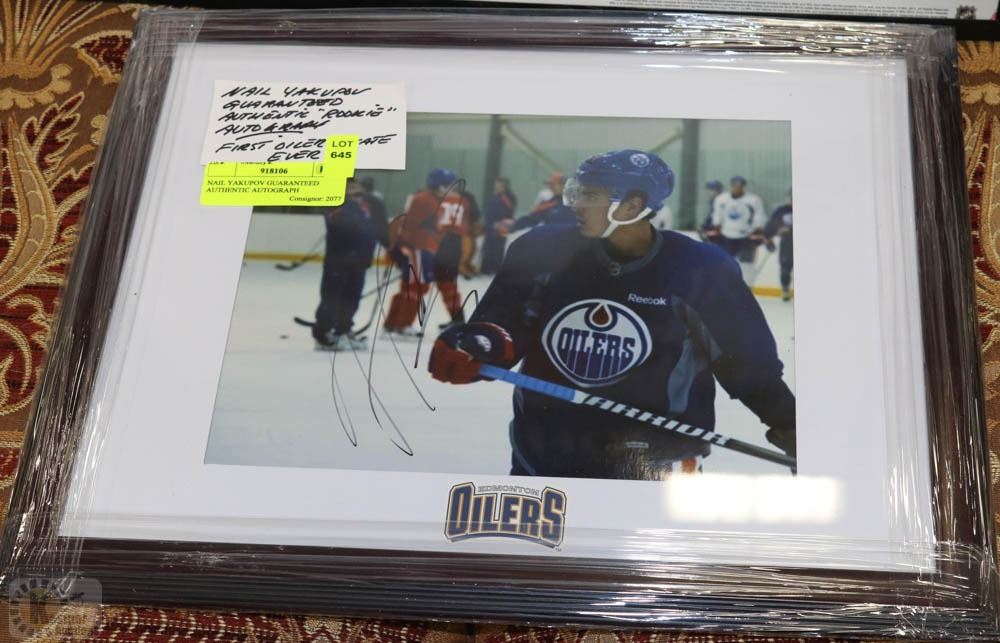 NAIL YAKUPOV
GUARANTEED
AUTHENTIC "ROOKIE"
AUTOGRAPH
FIRST OILER
EVER
LOT
645
918106
NAIL YAKUPOV GUARANTEED
AUTHENTIC AUTOGRAPH
Consignor: 2077
Reebok
OILERS
WARRIOR
EDMONTON
OILERS